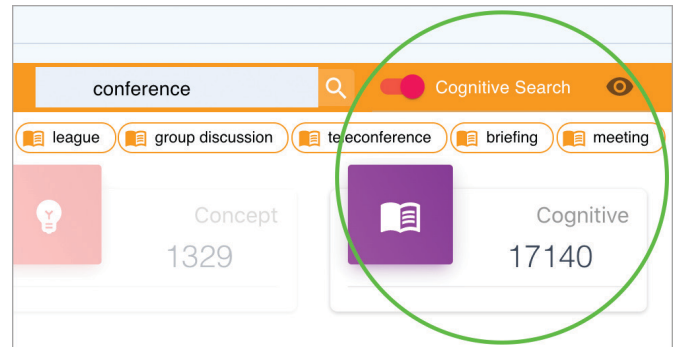 conference Cognitive Search
league group discussion teleconference briefing meeting
Concept Cognitive
1329 17140